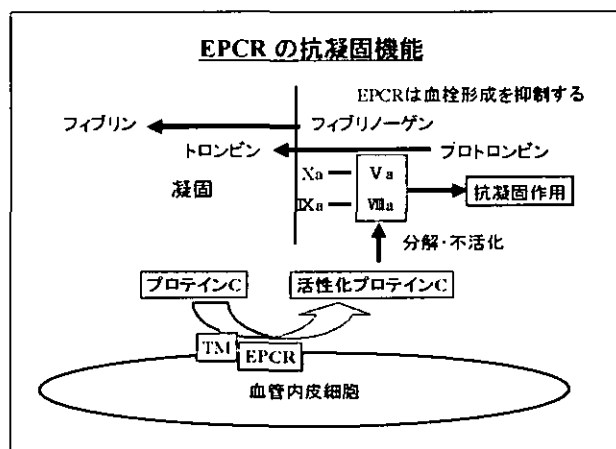 EPCR の抗凝固機能
EPCRは血栓形成を抑制する
フィブリン フィブリノーゲン
トロンビン プロトロンビン
凝固 Xa Ⅴa
Ⅸa Ⅷa 抗凝固作用
分解・不活化
プロテインC 活性化プロテインC
TM EPCR
血管内皮細胞